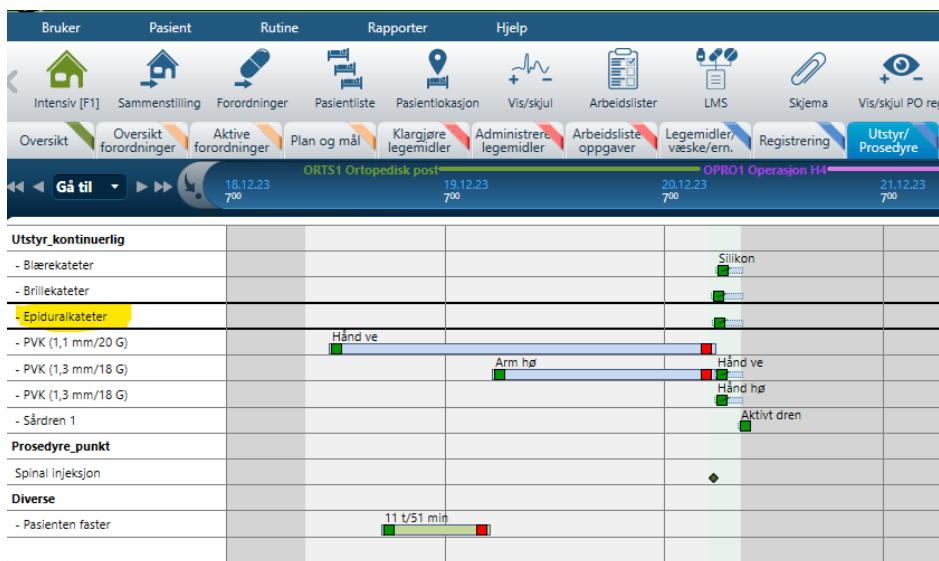 Bruker Pasient Rutine Rapporter Hjelp
Intensiv [F1] Sammenstilling Forordninger Pasientliste Pasientlokasjon Vis/skjul Arbeidslister LMS Skjema Vis/skjul PO re
Oversikt Oversikt forordninger Aktive forordninger Plan og mål Klargjøre legemidler Administrere legemidler Arbeidsliste oppgaver Legemidler/ væske/ern. Registrering Utstyr/ Prosedyre
ORTS1 Ortopedisk post OPRO1 Operasjon H4
Gå til 18.12.23 19.12.23 20.12.23 21.12.23
7⁰⁰ 7⁰⁰ 7⁰⁰ 7⁰⁰
Utstyr_kontinuerlig
- Blærekateter Silikon
- Brillekateter
- Epiduralkateter
- PVK (1,1 mm/20 G) Hånd ve
- PVK (1,3 mm/18 G) Arm hø Hånd ve
- PVK (1,3 mm/18 G) Hånd hø
- Sårdren 1 Aktivt dren
Prosedyre_punkt
Spinal injeksjon
Diverse
- Pasienten faster 11 t/51 min